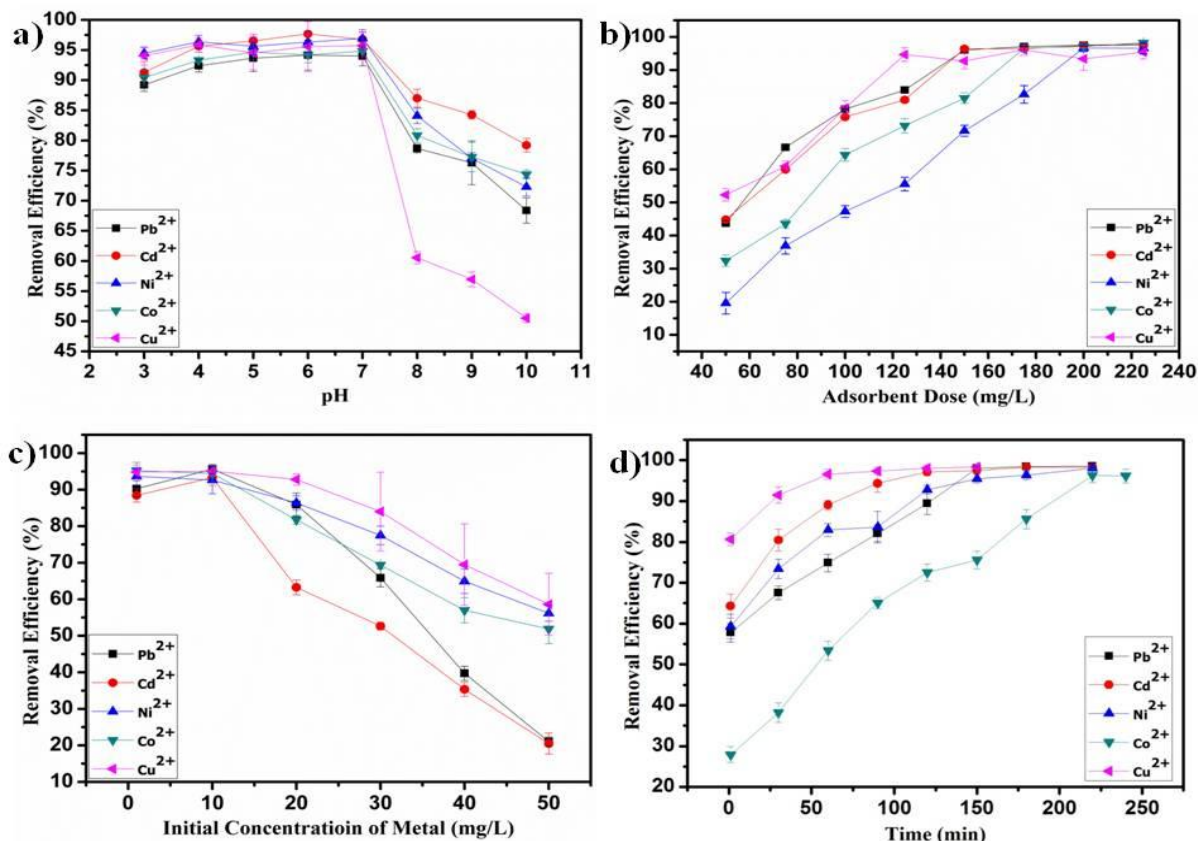 a)
100
95
90
85
80
75
70
65
60
55
50
45
Removal Efficiency (%)
Pb2+
Cd2+
Ni2+
Co2+
Cu2+
2 3 4 5 6 7 8 9 10 11
pH
b)
100
90
80
70
60
50
40
30
20
10
Removal Efficiency (%)
Pb2+
Cd2+
Ni2+
Co2+
Cu2+
40 60 80 100 120 140 160 180 200 220 240
Adsorbent Dose (mg/L)
c)
100
90
80
70
60
50
40
30
20
10
Removal Efficiency (%)
Pb2+
Cd2+
Ni2+
Co2+
Cu2+
0 10 20 30 40 50
Initial Concentratioin of Metal (mg/L)
d)
100
90
80
70
60
50
40
30
20
Removal Efficiency (%)
Pb2+
Cd2+
Ni2+
Co2+
Cu2+
0 50 100 150 200 250
Time (min)